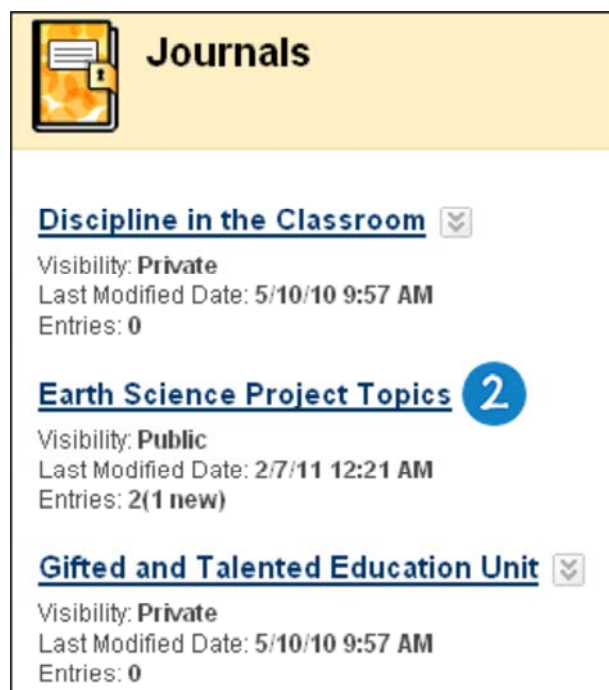 Journals
Discipline in the Classroom
Visibility: Private
Last Modified Date: 5/10/10 9:57 AM
Entries: 0
Earth Science Project Topics 2
Visibility: Public
Last Modified Date: 2/7/11 12:21 AM
Entries: 2(1 new)
Gifted and Talented Education Unit
Visibility: Private
Last Modified Date: 5/10/10 9:57 AM
Entries: 0